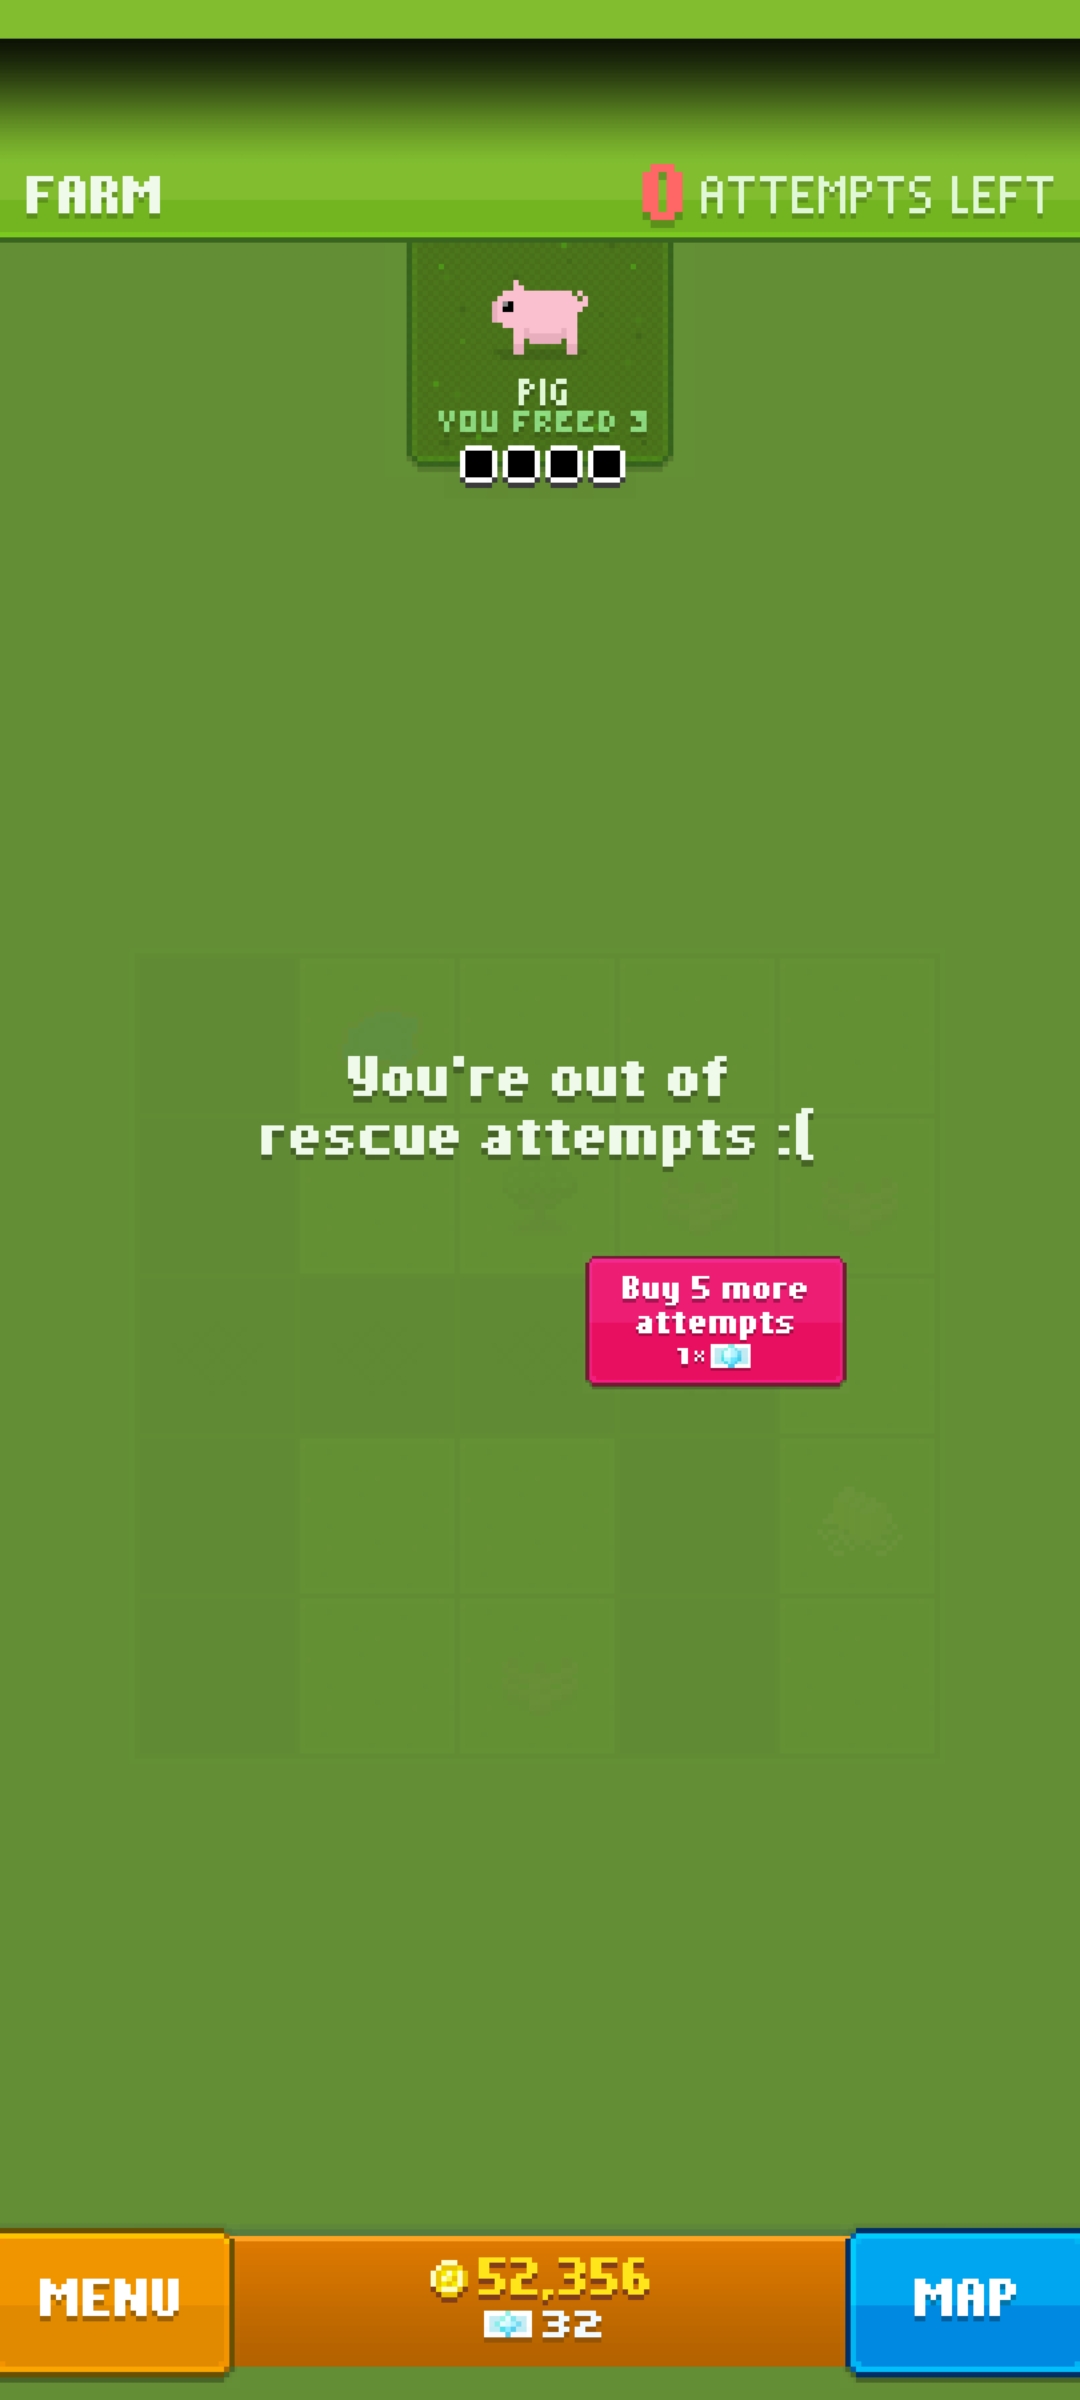 FARM
0 ATTEMPTS LEFT
PIG
YOU FREED 3
You're out of
rescue attempts :(
Buy 5 more
attempts
1×
MENU
52,356
32
MAP